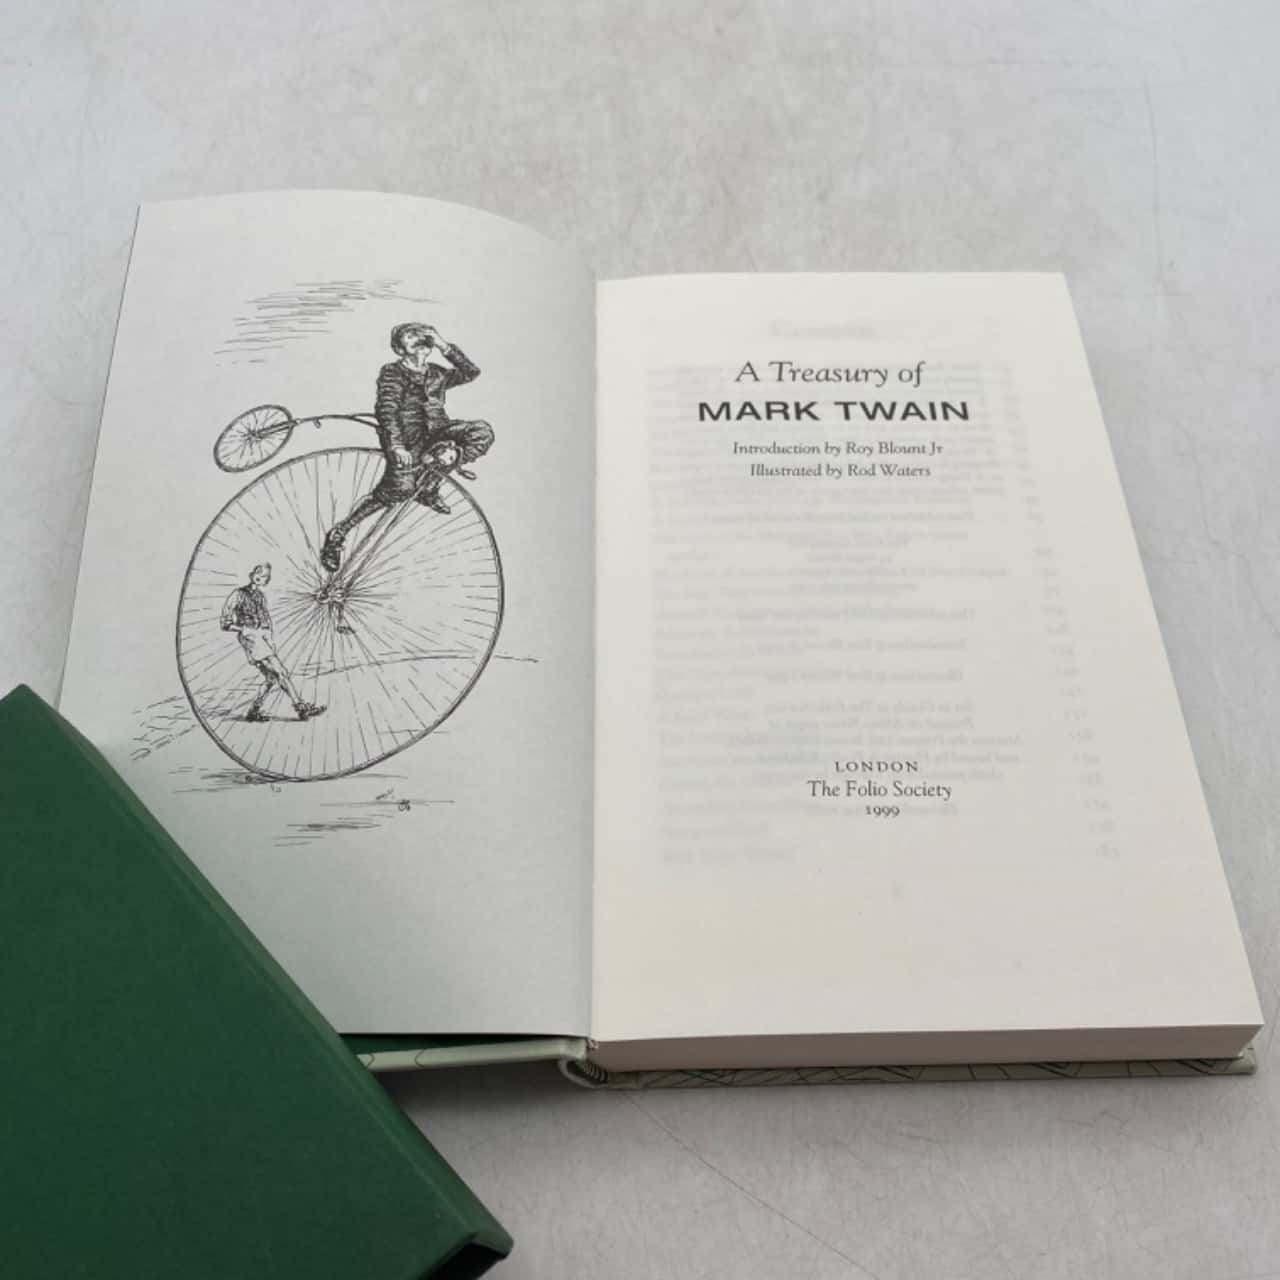 A Treasury of
MARK TWAIN
Introduction by Roy Blount Jr
Illustrated by Rod Waters
LONDON
The Folio Society
1999